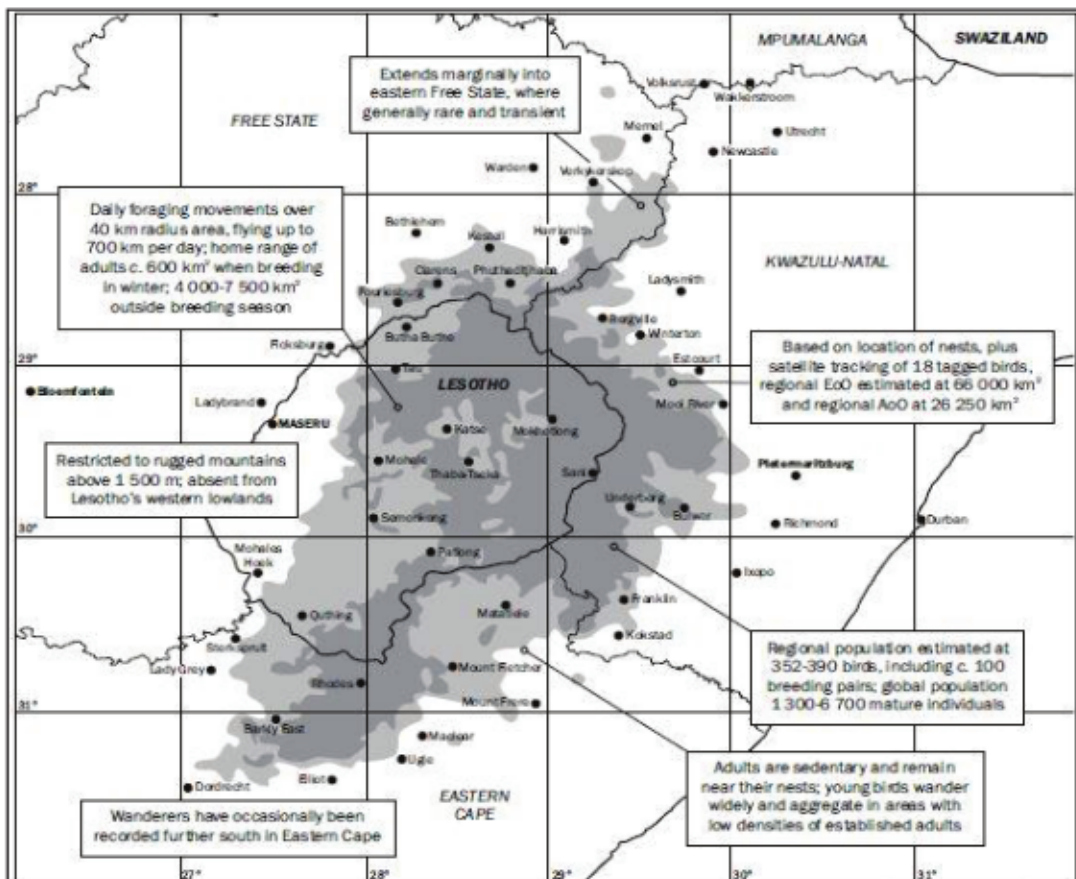 MPUMALANGA
SWAZILAND
Extends marginally into
eastern Free State, where
generally rare and transient
Volksrust
Wakkerstroom
FREE STATE
Memel
Utrecht
Newcastle
Warden
Verkykerskop
28°
Daily foraging movements over
40 km radius area, flying up to
700 km per day; home range of
adults c. 600 km² when breeding
in winter; 4 000-7 500 km²
outside breeding season
Bethlehem
Kestell
Harrismith
KWAZULU-NATAL
Clarens
Phuthaditjhaba
Ladysmith
Fouriesburg
Bergville
Butha Buthe
Winterton
Ficksburg
29°
Based on location of nests, plus
satellite tracking of 18 tagged birds,
regional EoO estimated at 66 000 km²
and regional AoO at 26 250 km²
Estcourt
Bloemfontein
LESOTHO
Ladybrand
Mooi River
MASERU
Katse
Mokhotlong
Restricted to rugged mountains
above 1 500 m; absent from
Lesotho's western lowlands
Mohale
Thaba-Tseka
Sani
Pietermaritzburg
Underberg
Bulwer
Semonkong
Richmond
Durban
30°
Mohales
Hoek
Ixopo
Franklin
Matatiele
Quthing
Kokstad
Sterkspruit
Regional population estimated at
352-390 birds, including c. 100
breeding pairs; global population
1 300-6 700 mature individuals
Lady Grey
Mount Fletcher
Rhodes
Mount Frere
31°
Barkly East
Maclear
Ugie
Adults are sedentary and remain
near their nests; young birds wander
widely and aggregate in areas with
low densities of established adults
Elliot
Dordrecht
EASTERN
CAPE
Wanderers have occasionally been
recorded further south in Eastern Cape
27°
28°
29°
30°
31°